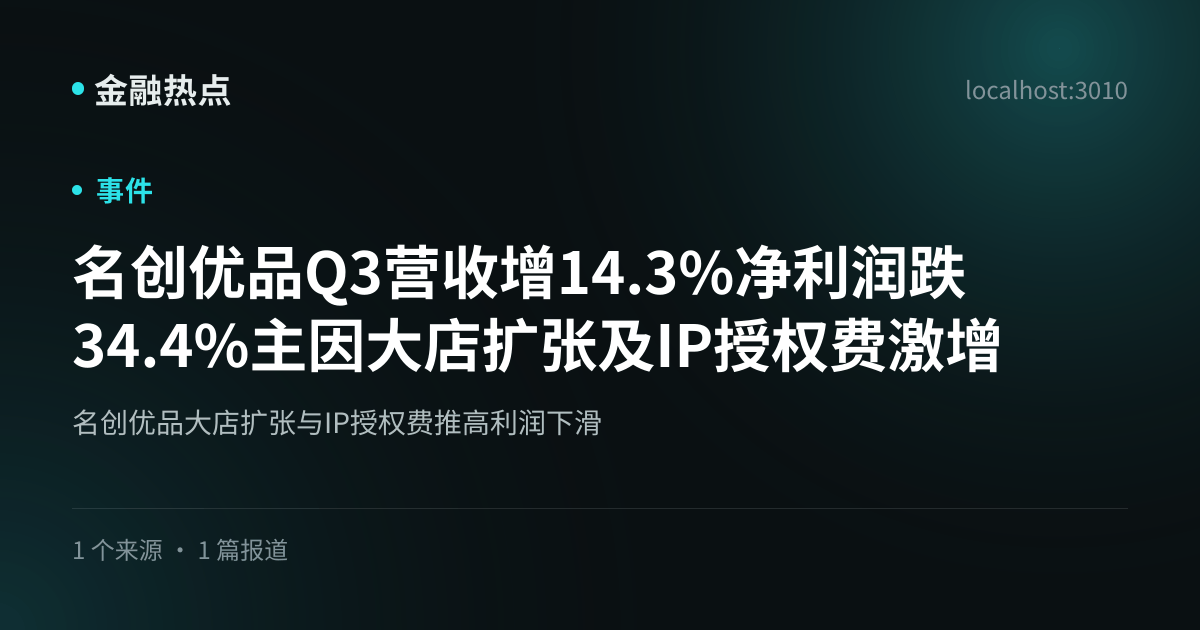 金融热点
localhost:3010
事件
名创优品Q3营收增14.3%净利润跌
34.4%主因大店扩张及IP授权费激增
名创优品大店扩张与IP授权费推高利润下滑
1 个来源 · 1 篇报道